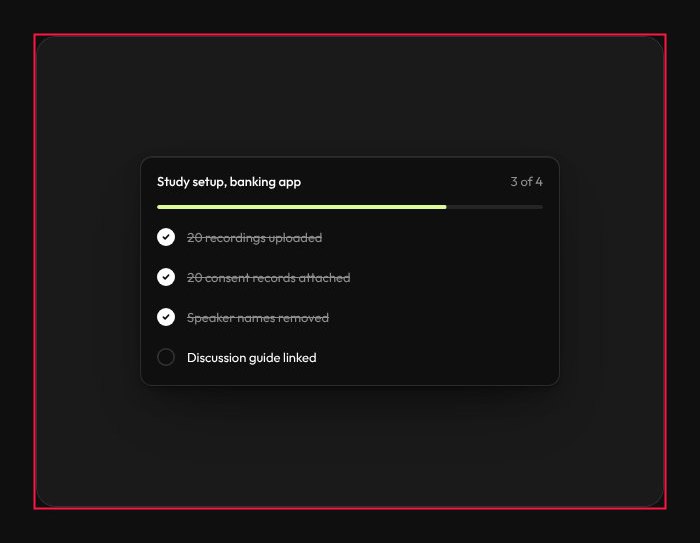 Study setup, banking app
3 of 4
20 recordings uploaded
20 consent records attached
Speaker names removed
Discussion guide linked